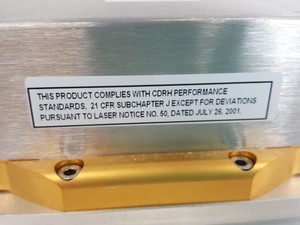 THIS PRODUCT COMPLIES WITH CDRH PERFORMANCE
STANDARDS, 21 CFR SUBCHAPTER J EXCEPT FOR DEVIATIONS
PURSUANT TO LASER NOTICE NO. 50, DATED JULY 26, 2001.